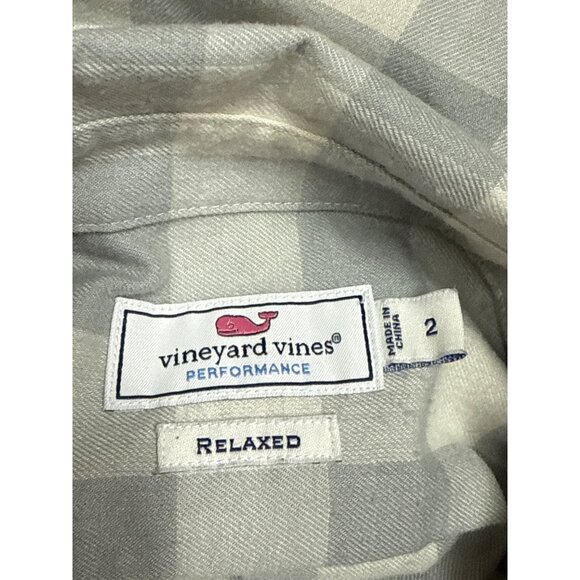 vineyard vines®
PERFORMANCE
MADE IN
CHINA
2
RELAXED